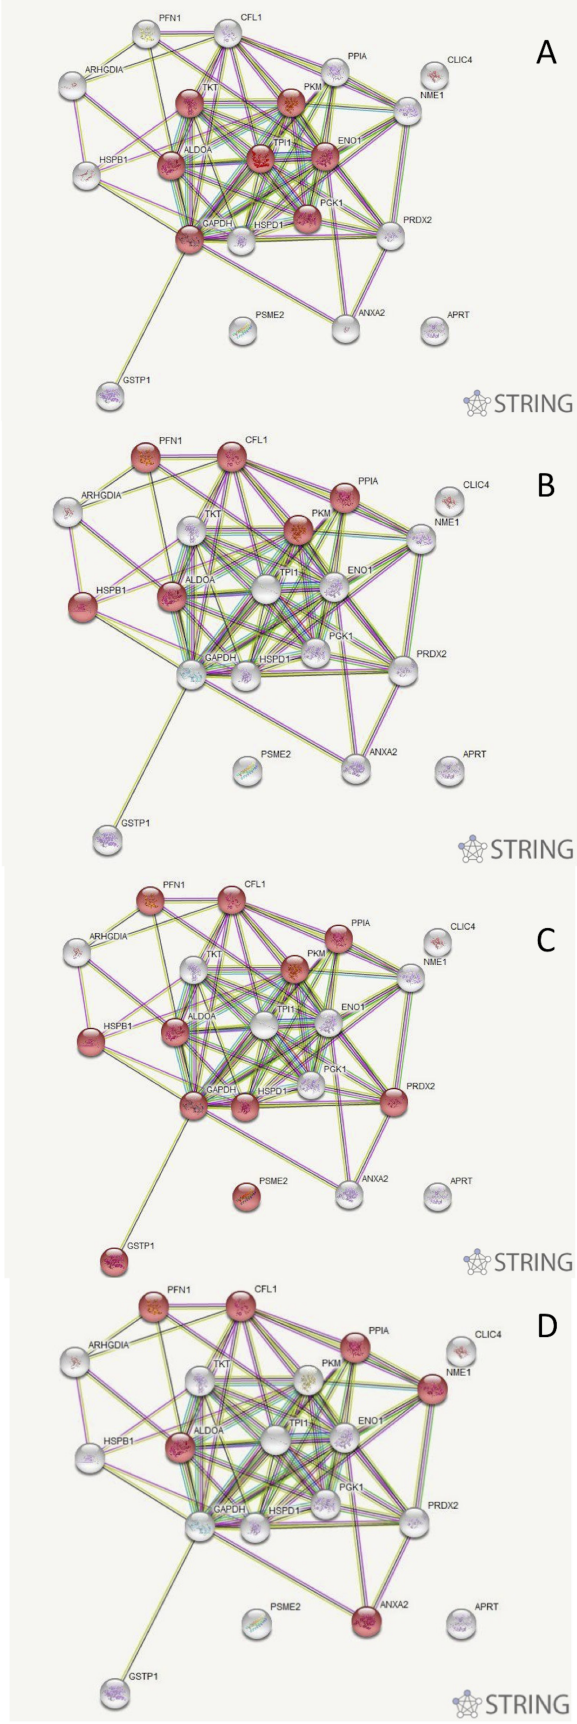 PFN1
CFL1
A
PPIA
CLIC4
ARHGDIA
TKT
PKM
NME1
HSPB1
ALDOA
TPI1
ENO1
PGK1
GAPDH
HSPD1
PRDX2
PSME2
ANXA2
APRT
GSTP1
STRING
PFN1
CFL1
B
PPIA
CLIC4
ARHGDIA
TKT
PKM
NME1
HSPB1
ALDOA
TPI1
ENO1
PGK1
GAPDH
HSPD1
PRDX2
PSME2
ANXA2
APRT
GSTP1
STRING
PFN1
CFL1
C
PPIA
CLIC4
ARHGDIA
TKT
PKM
NME1
HSPB1
ALDOA
TPI1
ENO1
PGK1
GAPDH
HSPD1
PRDX2
PSME2
ANXA2
APRT
GSTP1
STRING
PFN1
CFL1
D
PPIA
CLIC4
ARHGDIA
TKT
PKM
NME1
HSPB1
ALDOA
TPI1
ENO1
PGK1
GAPDH
HSPD1
PRDX2
PSME2
ANXA2
APRT
GSTP1
STRING